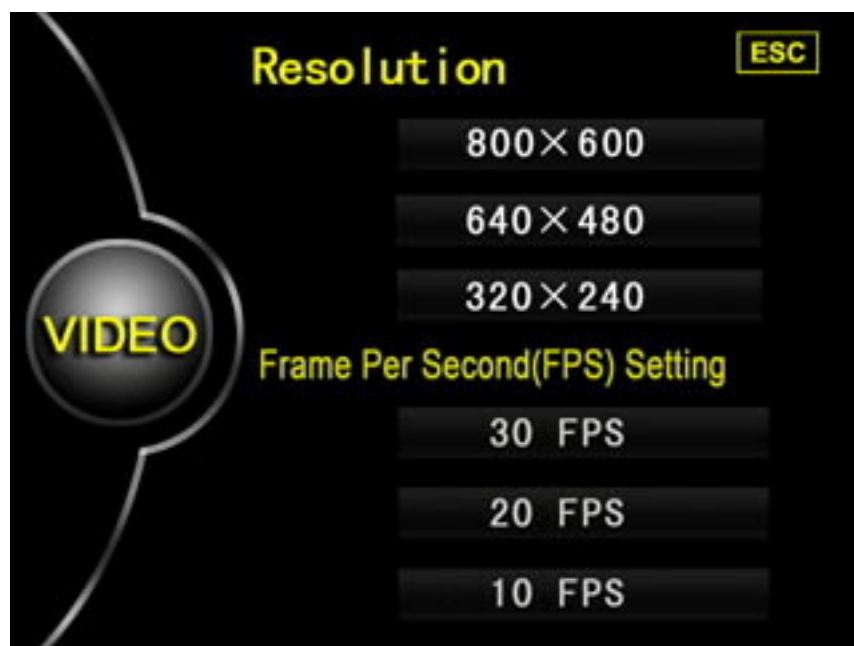 Resolution
ESC
800×600
640×480
320×240
VIDEO
Frame Per Second(FPS) Setting
30 FPS
20 FPS
10 FPS